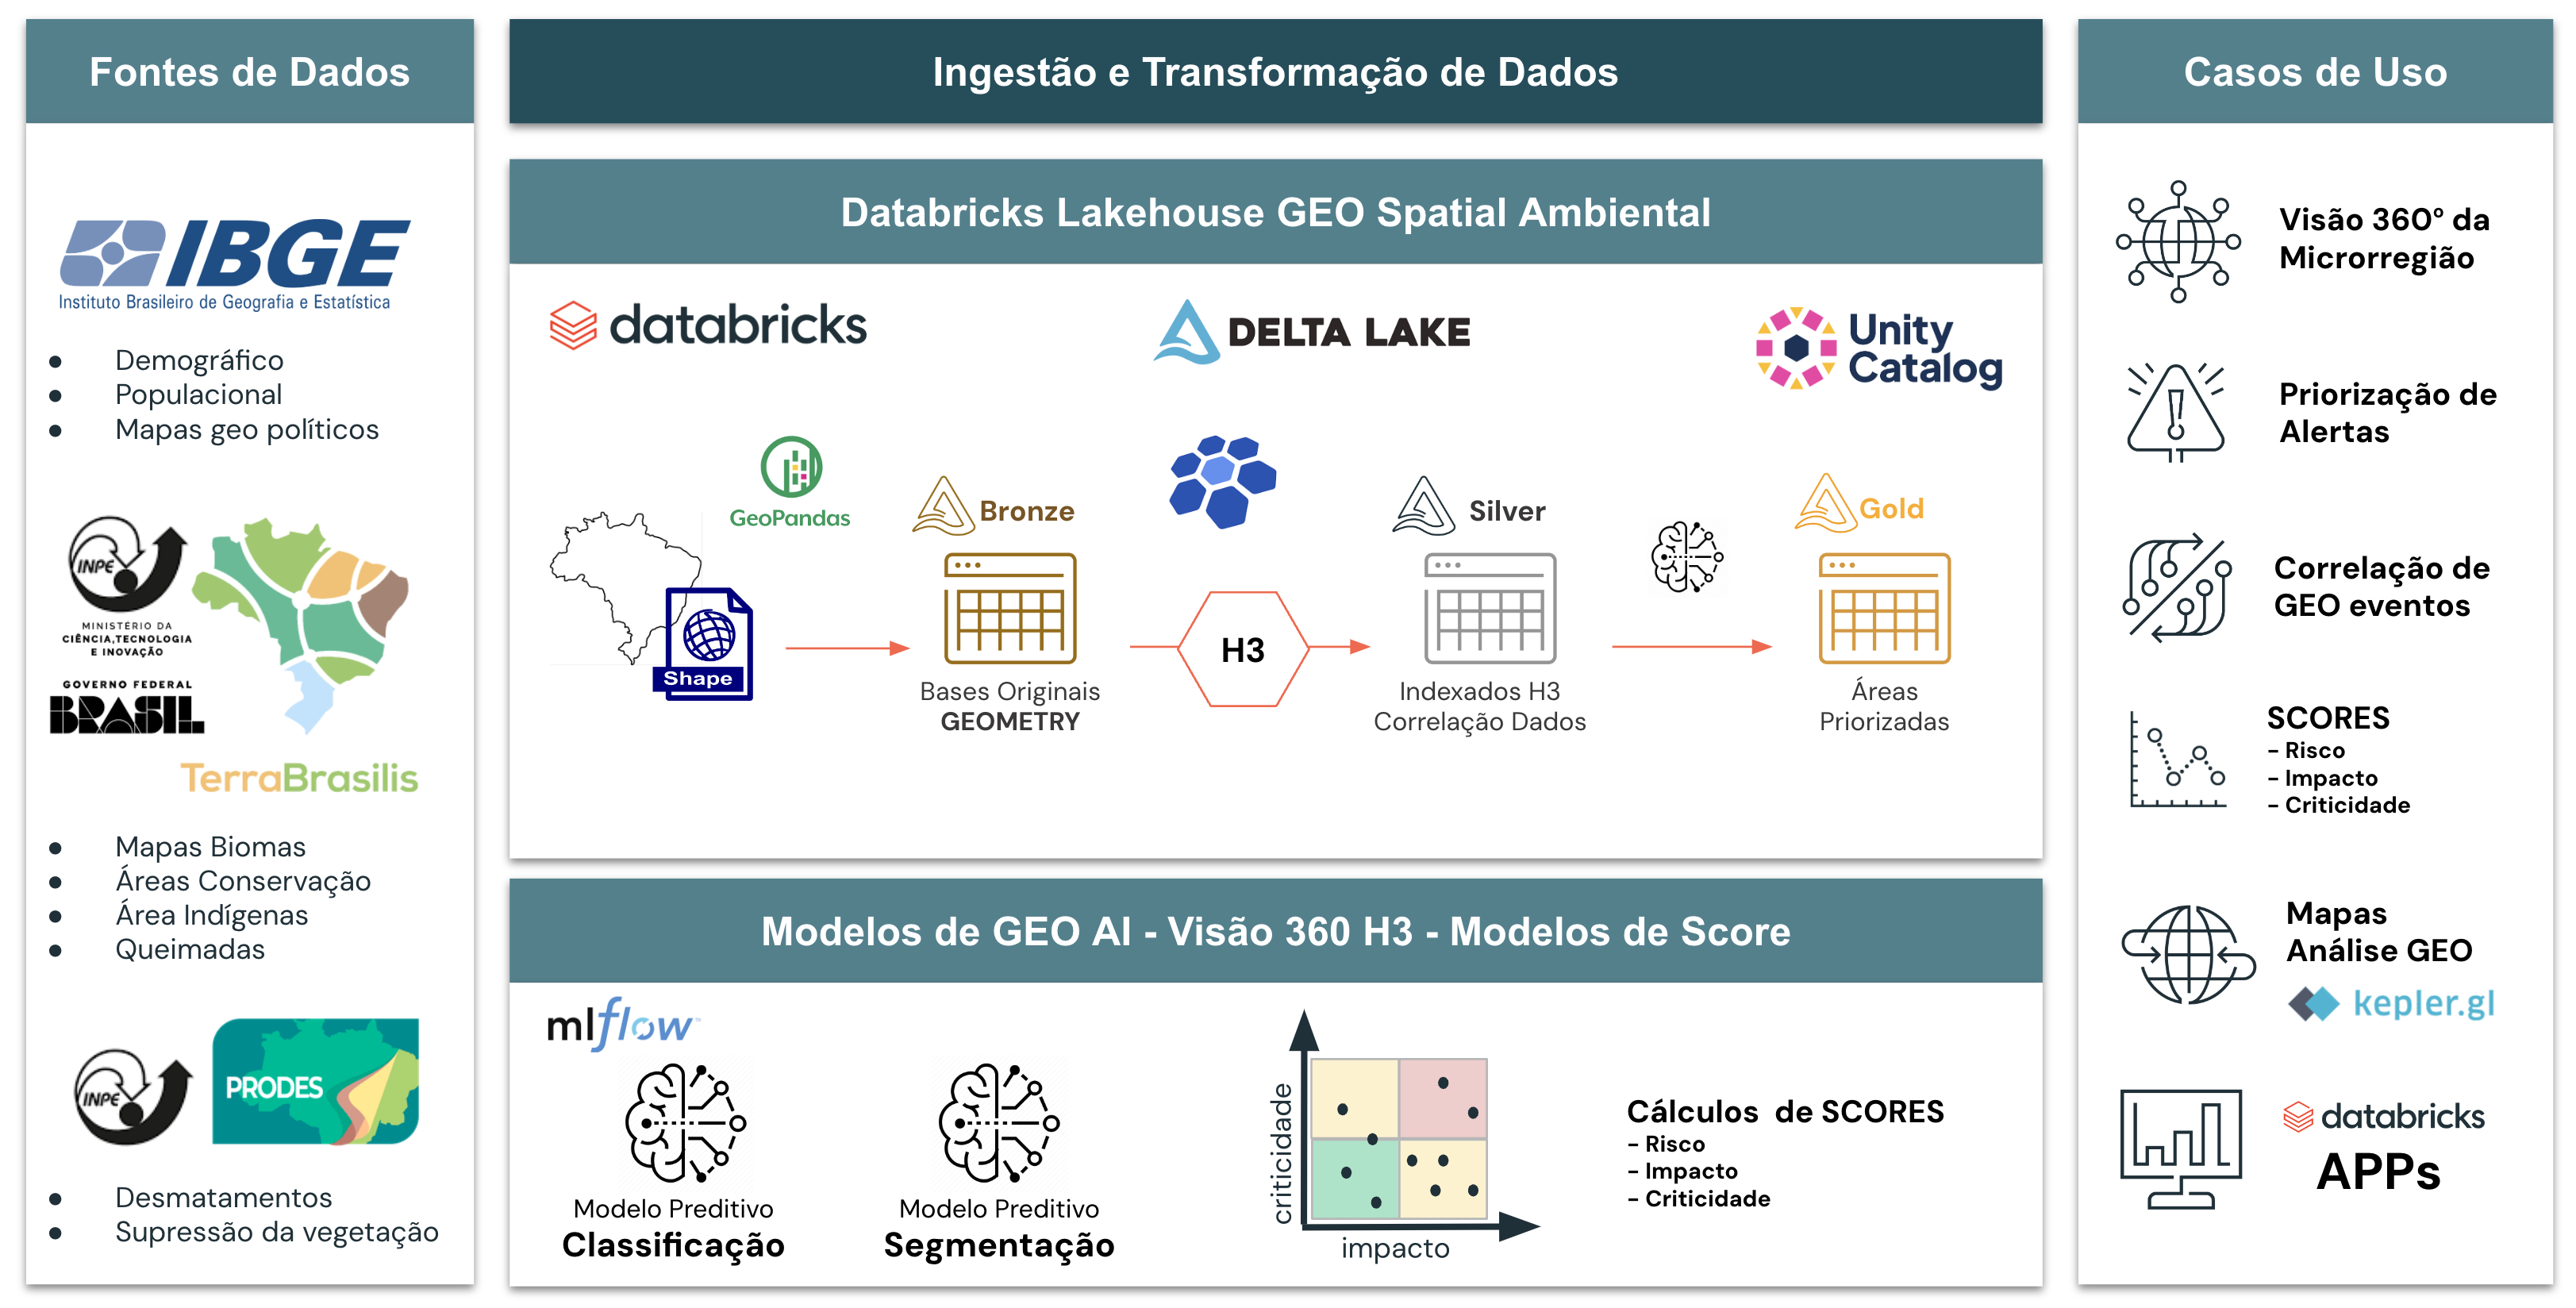 Fontes de Dados
IBGE
Instituto Brasileiro de Geografia e Estatística
● Demográfico
● Populacional
● Mapas geo políticos
INPE
MINISTÉRIO DA
CIÊNCIA, TECNOLOGIA
E INOVAÇÃO
GOVERNO FEDERAL
BRASIL
TerraBrasilis
● Mapas Biomas
● Áreas Conservação
● Área Indígenas
● Queimadas
INPE
PRODES
● Desmatamentos
● Supressão da vegetação
Ingestão e Transformação de Dados
Databricks Lakehouse GEO Spatial Ambiental
databricks
DELTA LAKE
Unity
Catalog
GeoPandas
Shape
Bronze
Bases Originais
GEOMETRY
H3
Silver
Indexados H3
Correlação Dados
Gold
Áreas
Priorizadas
Modelos de GEO AI - Visão 360 H3 - Modelos de Score
mlflow™
Modelo Preditivo
Classificação
Modelo Preditivo
Segmentação
criticidade
impacto
Cálculos de SCORES
- Risco
- Impacto
- Criticidade
Casos de Uso
Visão 360º da
Microrregião
Priorização de
Alertas
Correlação de
GEO eventos
SCORES
- Risco
- Impacto
- Criticidade
Mapas
Análise GEO
kepler.gl
databricks
APPs